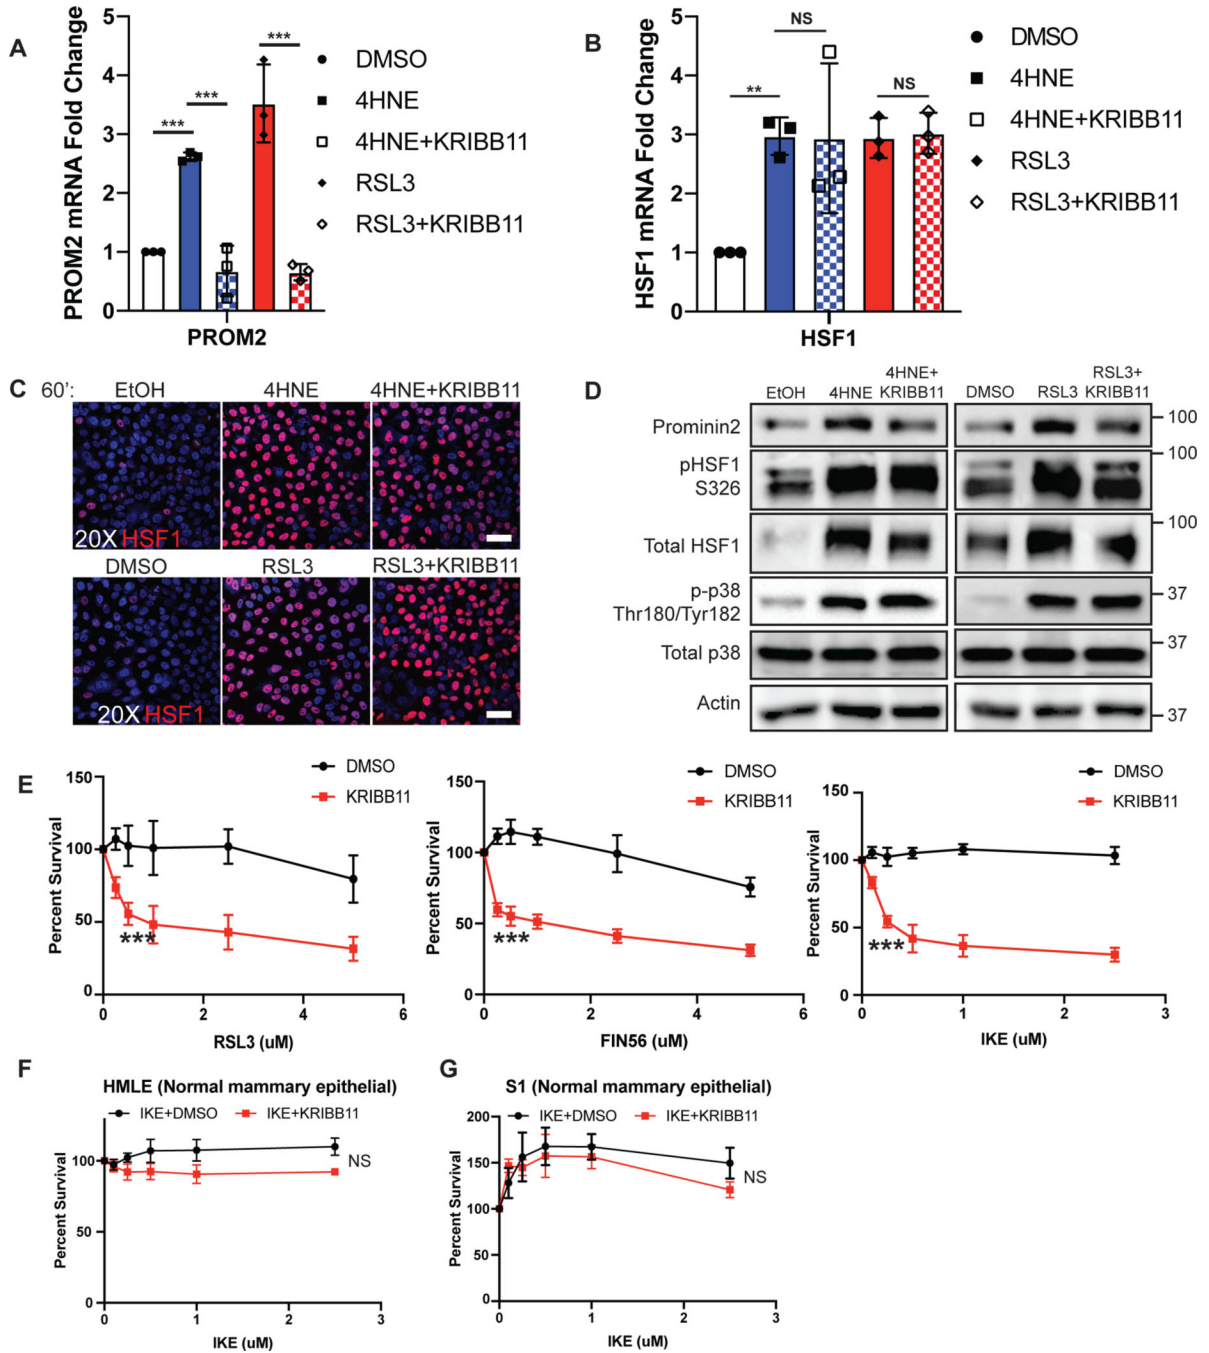 A
PROM2 mRNA Fold Change
5
4
3
2
1
0
***
***
***
PROM2
DMSO
4HNE
4HNE+KRIBB11
RSL3
RSL3+KRIBB11
B
HSF1 mRNA Fold Change
5
4
3
2
1
0
**
NS
NS
HSF1
DMSO
4HNE
4HNE+KRIBB11
RSL3
RSL3+KRIBB11
C
60': EtOH 4HNE 4HNE+KRIBB11
20X HSF1
DMSO RSL3 RSL3+KRIBB11
20X HSF1
D
EtOH 4HNE 4HNE+ KRIBB11 DMSO RSL3 RSL3+ KRIBB11
Prominin2 100
100
pHSF1
S326
Total HSF1 100
p-p38 37
Thr180/Tyr182
Total p38 37
Actin 37
E
Percent Survival
150
100
50
0
0 2 4 6
RSL3 (uM)
DMSO
KRIBB11
***
Percent Survival
150
100
50
0
0 2 4 6
FIN56 (uM)
DMSO
KRIBB11
***
Percent Survival
150
100
50
0
0 1 2 3
IKE (uM)
DMSO
KRIBB11
***
F
HMLE (Normal mammary epithelial)
IKE+DMSO IKE+KRIBB11
Percent Survival
100
50
0
0 1 2 3
IKE (uM)
NS
G
S1 (Normal mammary epithelial)
IKE+DMSO IKE+KRIBB11
Percent Survival
200
150
100
50
0
0 1 2 3
IKE (uM)
NS